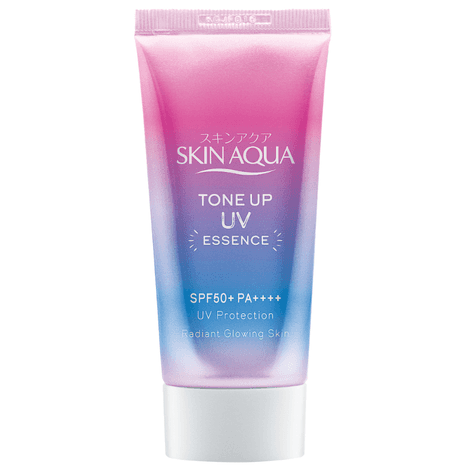 スキンアクア
SKIN AQUA
TONE UP
UV
ESSENCE
SPF50+ PA++++
UV Protection
Radiant Glowing Skin